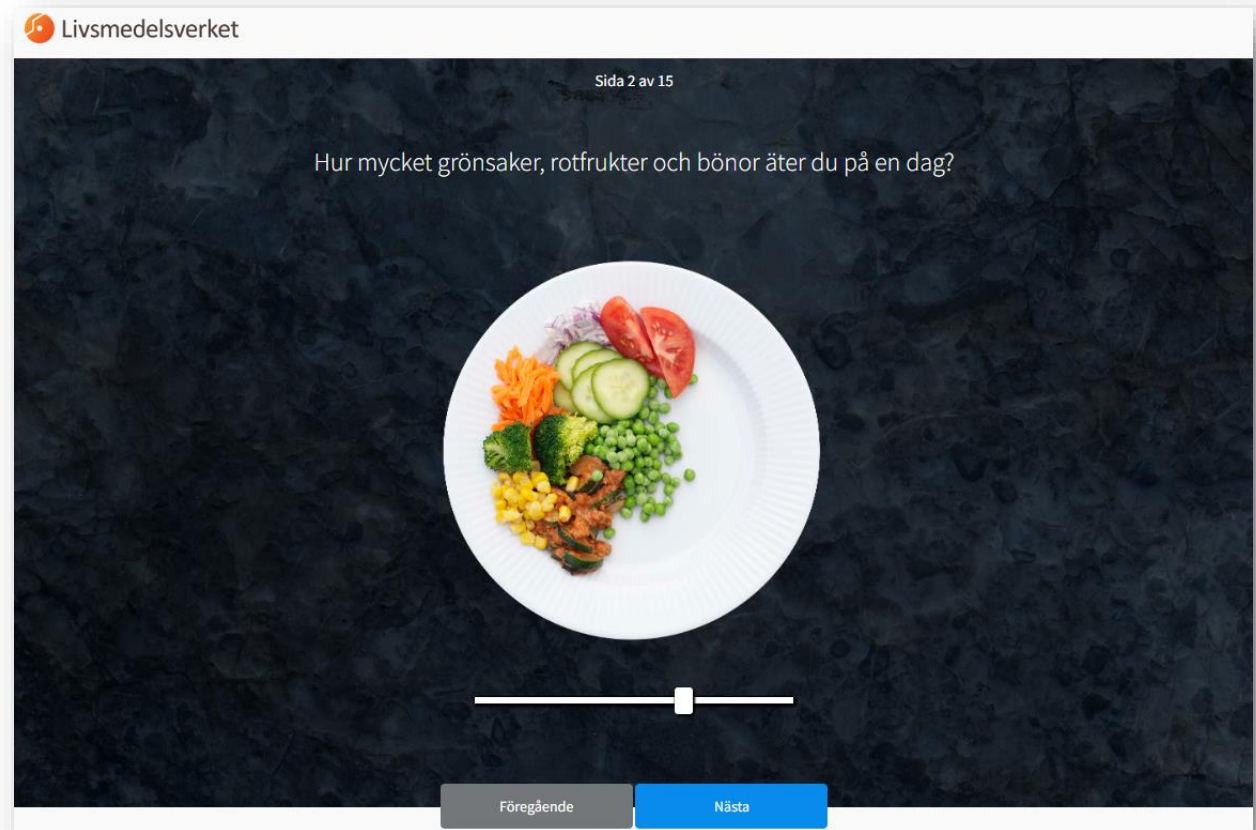 Livsmedelsverket
Sida 2 av 15
Hur mycket grönsaker, rotfrukter och bönor äter du på en dag?
Föregående
Nästa